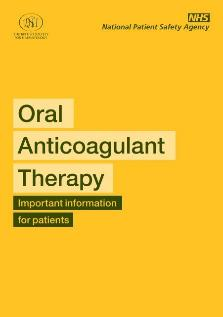 NHS
National Patient Safety Agency
Oral
Anticoagulant
Therapy
Important information
for patients